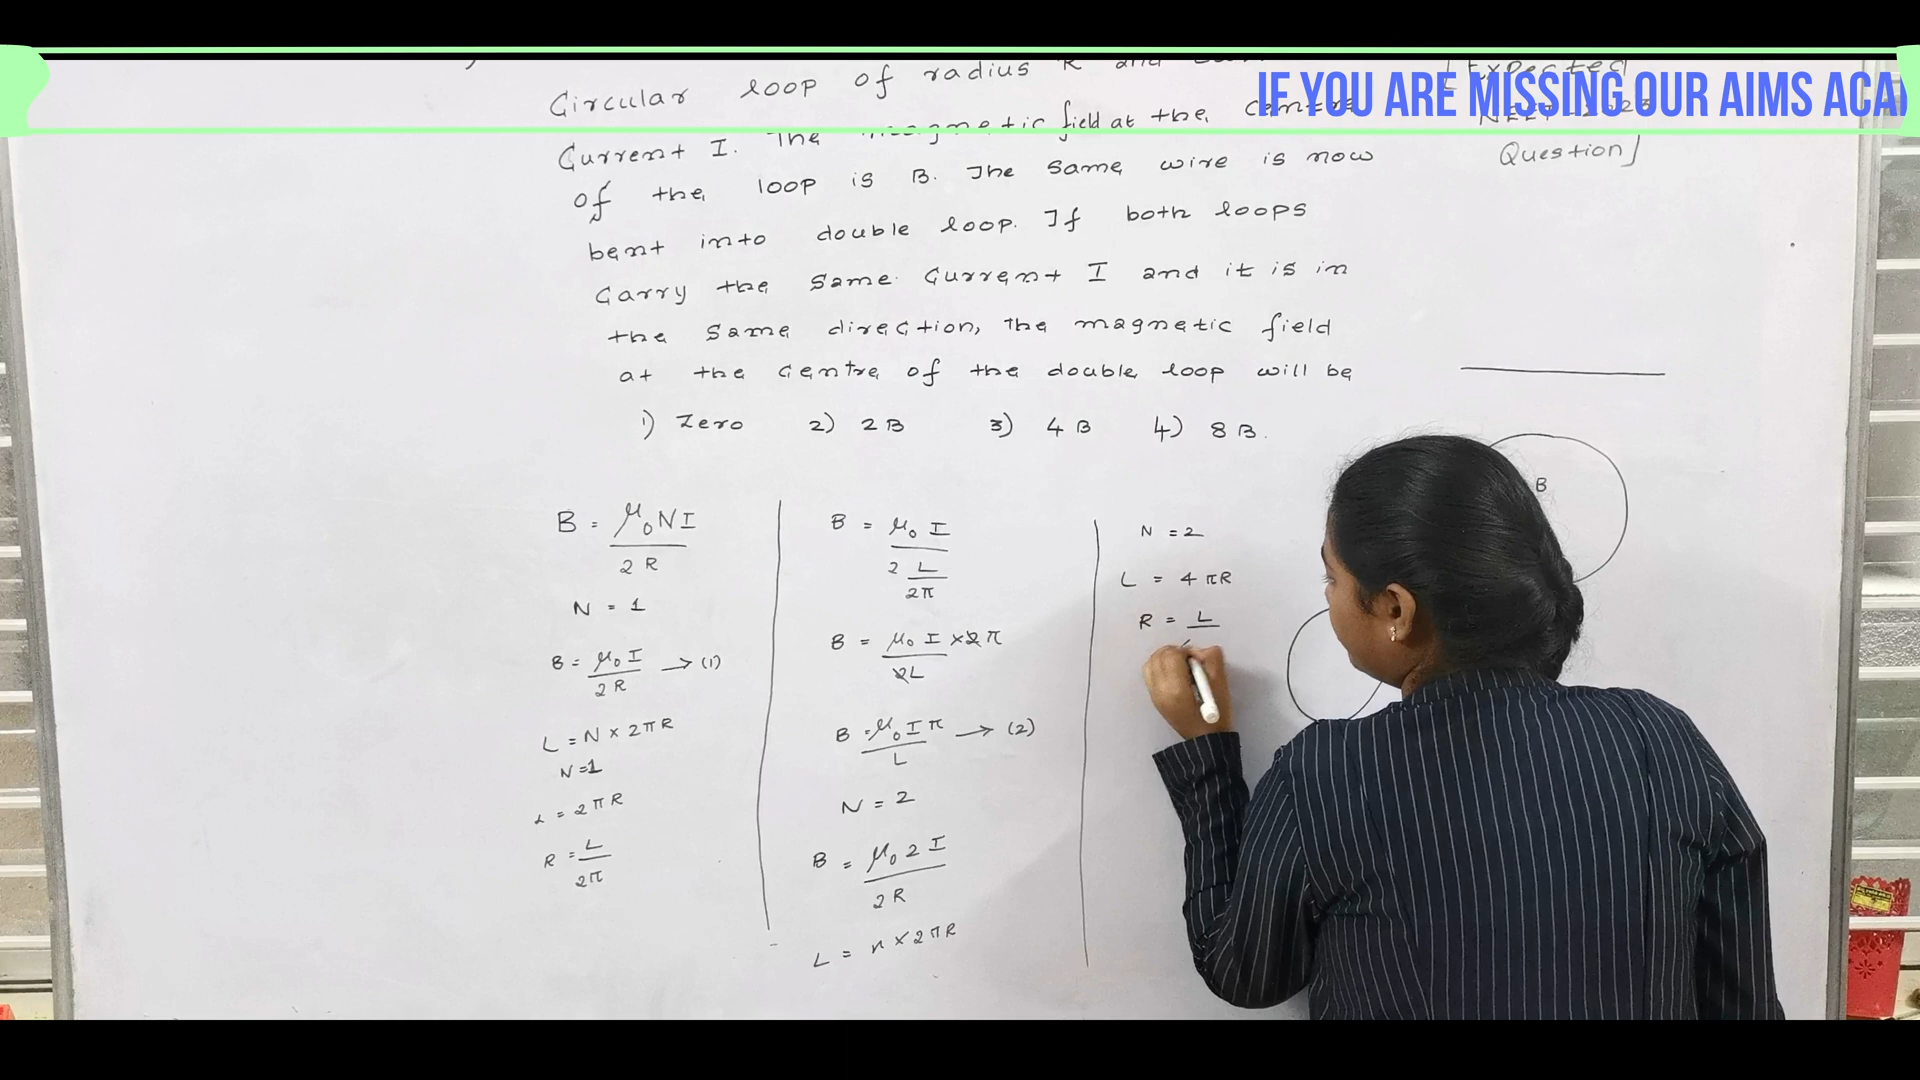 IF YOU ARE MISSING OUR AIMS ACA
Circular loop of radius R and
Current I. The magnetic field at the centre
of the loop is B. The same wire is now
bent into double loop. If both loops
Carry the same Current I and it is in
the same direction, the magnetic field
at the centre of the double loop will be
1) Zero 2) 2B 3) 4B 4) 8B.
[Expected
Question]
B = μ₀NI
2R
N = 1
B = μ₀I → (1)
2R
L = N × 2πR
N = 1
L = 2πR
R = L
2π
B = μ₀ I
2 L
2π
B = μ₀ I × 2π
2L
B = μ₀ I π → (2)
L
N = 2
B = μ₀ 2 I
2R
L = n × 2πR
N = 2
L = 4πR
R = L
B